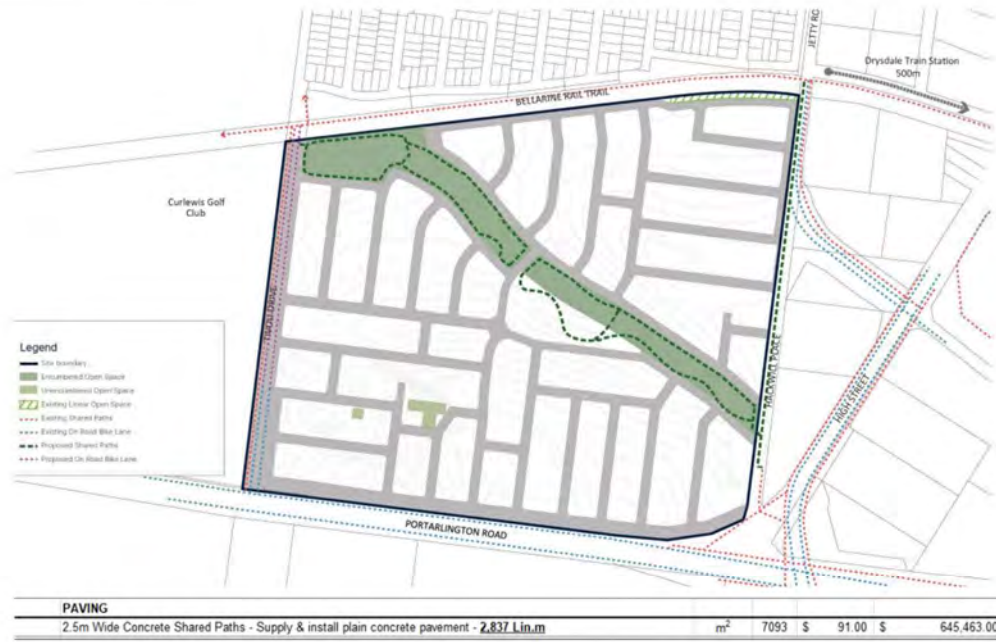 JETTY RD
Drysdale Train Station
500m
BELLARINE RAIL TRAIL
Curlewis Golf
Club
Legend
Site boundary
Encumbered Open Space
Unencumbered Open Space
Existing Linear Open Space
Existing Shared Paths
Existing On Road Bike Lane
Proposed Shared Paths
Proposed On Road Bike Lane
DRIVE
PLACE
HIGH STREET
PORTARLINGTON ROAD
PAVING
2.5m Wide Concrete Shared Paths - Supply & install plain concrete pavement - 2,837 Lin.m m² 7093 $ 91.00 $ 645,463.00